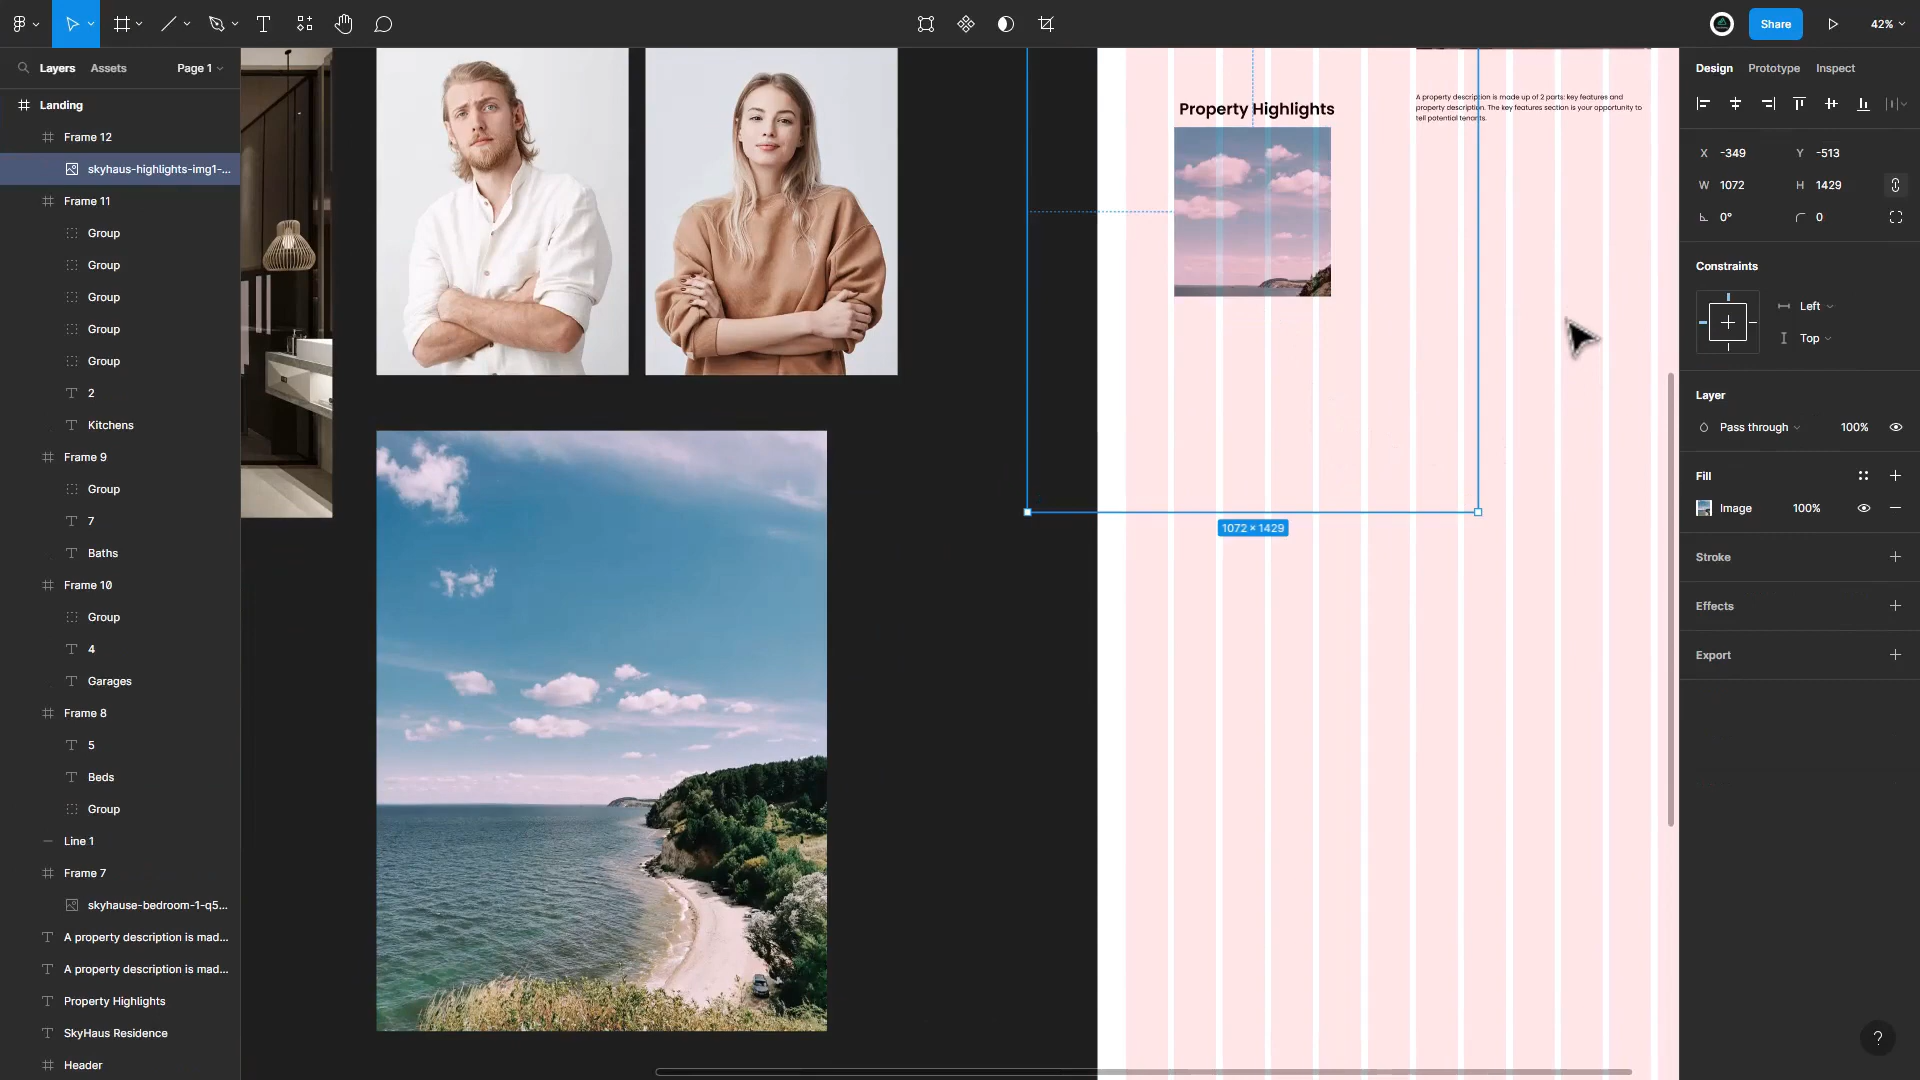 Share
42%
Layers
Assets
Page 1
Landing
Frame 12
skyhaus-highlights-img1-...
Frame 11
Group
Group
Group
Group
Group
2
Kitchens
Frame 9
Group
7
Baths
Frame 10
Group
4
Garages
Frame 8
5
Beds
Group
Line 1
Frame 7
skyhause-bedroom-1-q5...
A property description is mad...
A property description is mad...
Property Highlights
SkyHaus Residence
Header
Property Highlights
A property description is made up of 2 parts: key features and
property description. The key features section is your opportunity to
tell potential tenants.
1072 × 1429
Design
Prototype
Inspect
X -349
Y -513
W 1072
H 1429
0°
0
Constraints
Left
Top
Layer
Pass through
100%
Fill
Image
100%
Stroke
Effects
Export
?